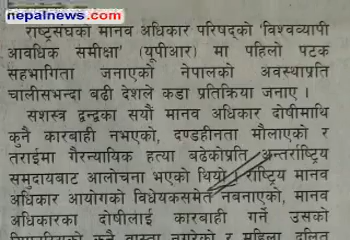 nepalnews.com
राष्ट्रसंघको मानव अधिकार परिषद्को 'विश्वव्यापी
आवधिक समीक्षा' (यूपीआर) मा पहिलो पटक
सहभागिता जनाएको नेपालको अवस्थाप्रति
चालीसभन्दा बढी देशले कडा प्रतिक्रिया जनाए ।
सशस्त्र द्वन्द्वका सयौं मानव अधिकार दोषीमाथि
कुनै कारबाही नभएको, दण्डहीनता मौलाएको र
तराईमा गैरन्यायिक हत्या बढेकोप्रति अन्तर्राष्ट्रिय
समुदायबाट आलोचना भएको थियो । राष्ट्रिय मानव
अधिकार आयोगको विधेयकसमेत नबनाएको, मानव
अधिकारका दोषीलाई कारबाही गर्ने उसको
कुनै वास्ता नगरेको र महिला दलित